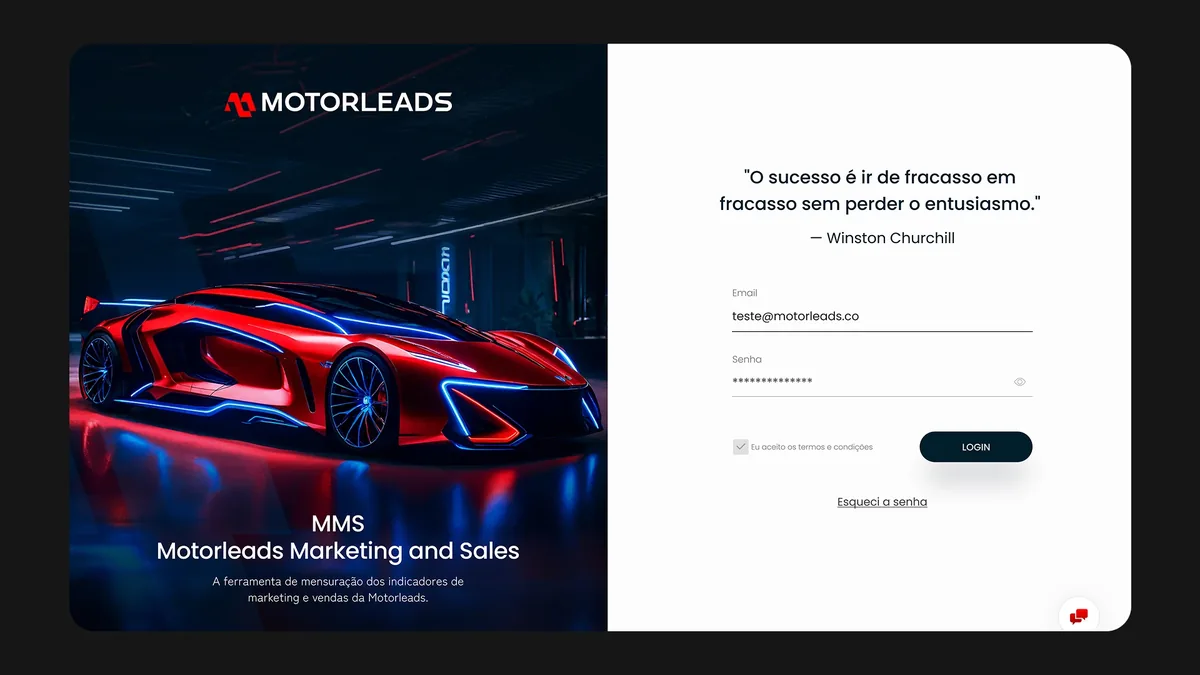 MOTORLEADS
MMS
Motorleads Marketing and Sales
A ferramenta de mensuração dos indicadores de
marketing e vendas da Motorleads.
"O sucesso é ir de fracasso em
fracasso sem perder o entusiasmo."
— Winston Churchill
Email
teste@motorleads.co
Senha
**************
Eu aceito os termos e condições
LOGIN
Esqueci a senha